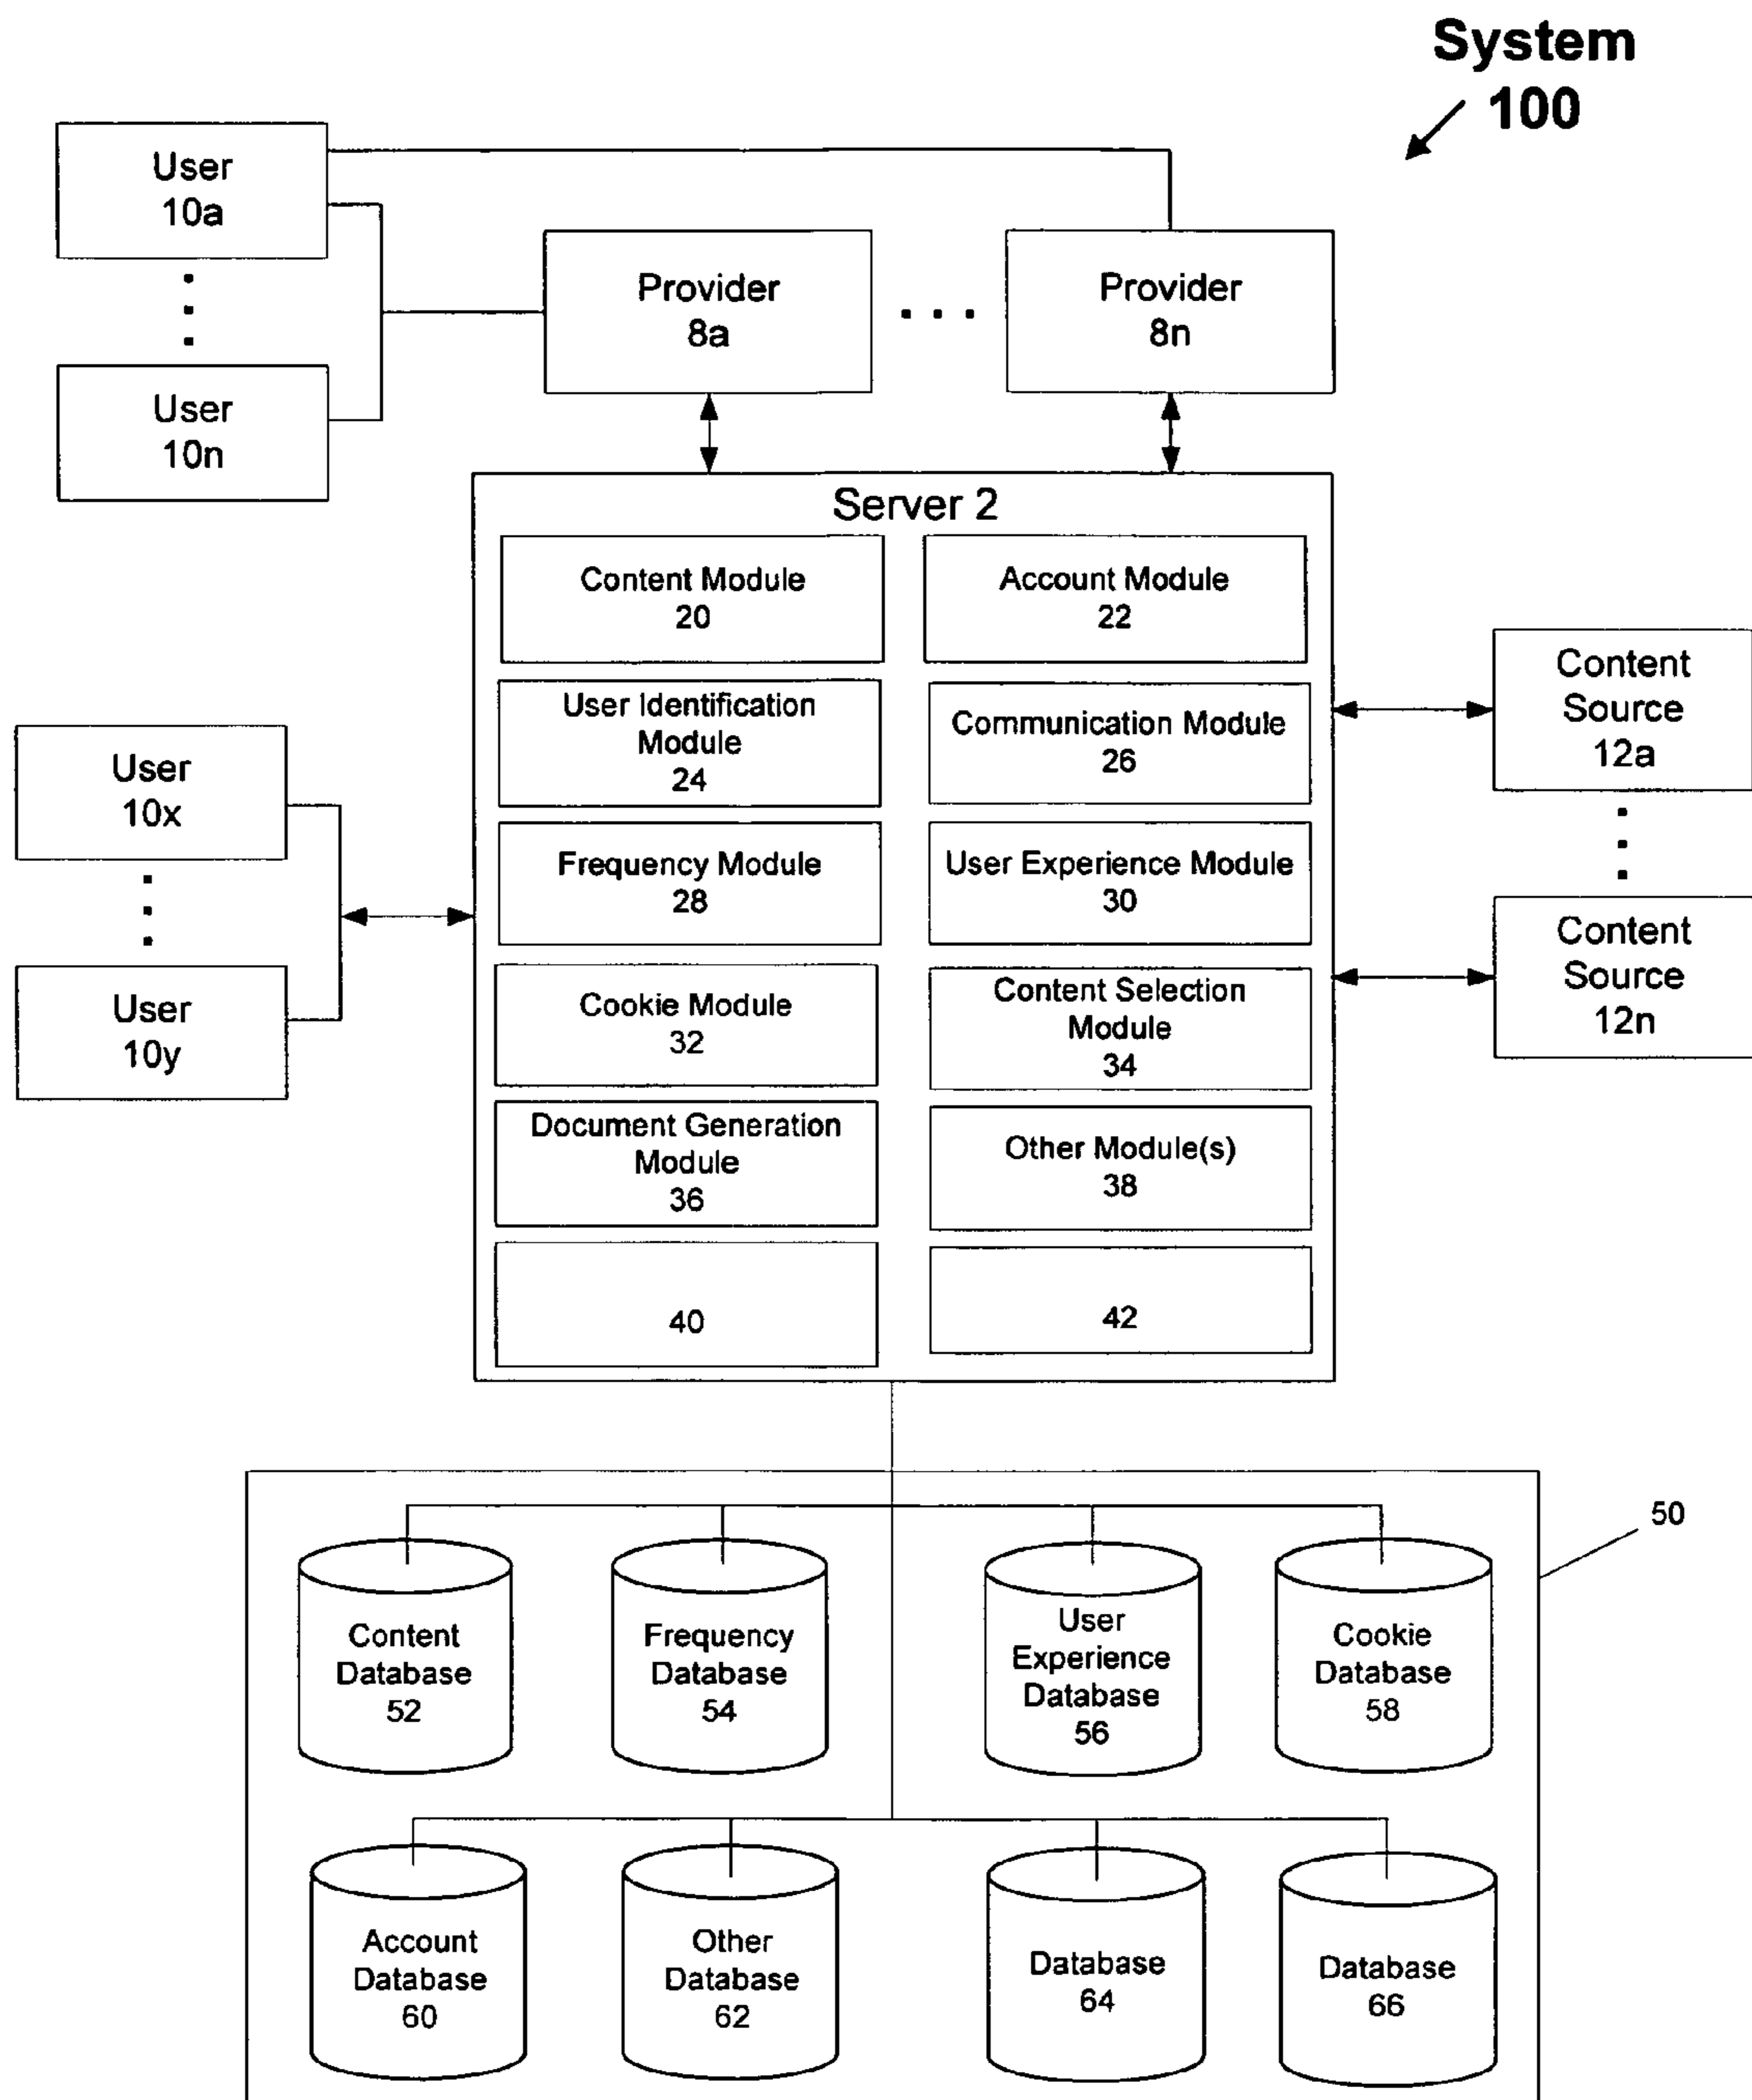 System
100
User
10a
User
10n
Provider
8a
. . .
Provider
8n
Server 2
Content Module
20
Account Module
22
User Identification
Module
24
Communication Module
26
Frequency Module
28
User Experience Module
30
Cookie Module
32
Content Selection
Module
34
Document Generation
Module
36
Other Module(s)
38
40
42
User
10x
User
10y
Content
Source
12a
Content
Source
12n
50
Content
Database
52
Frequency
Database
54
User
Experience
Database
56
Cookie
Database
58
Account
Database
60
Other
Database
62
Database
64
Database
66